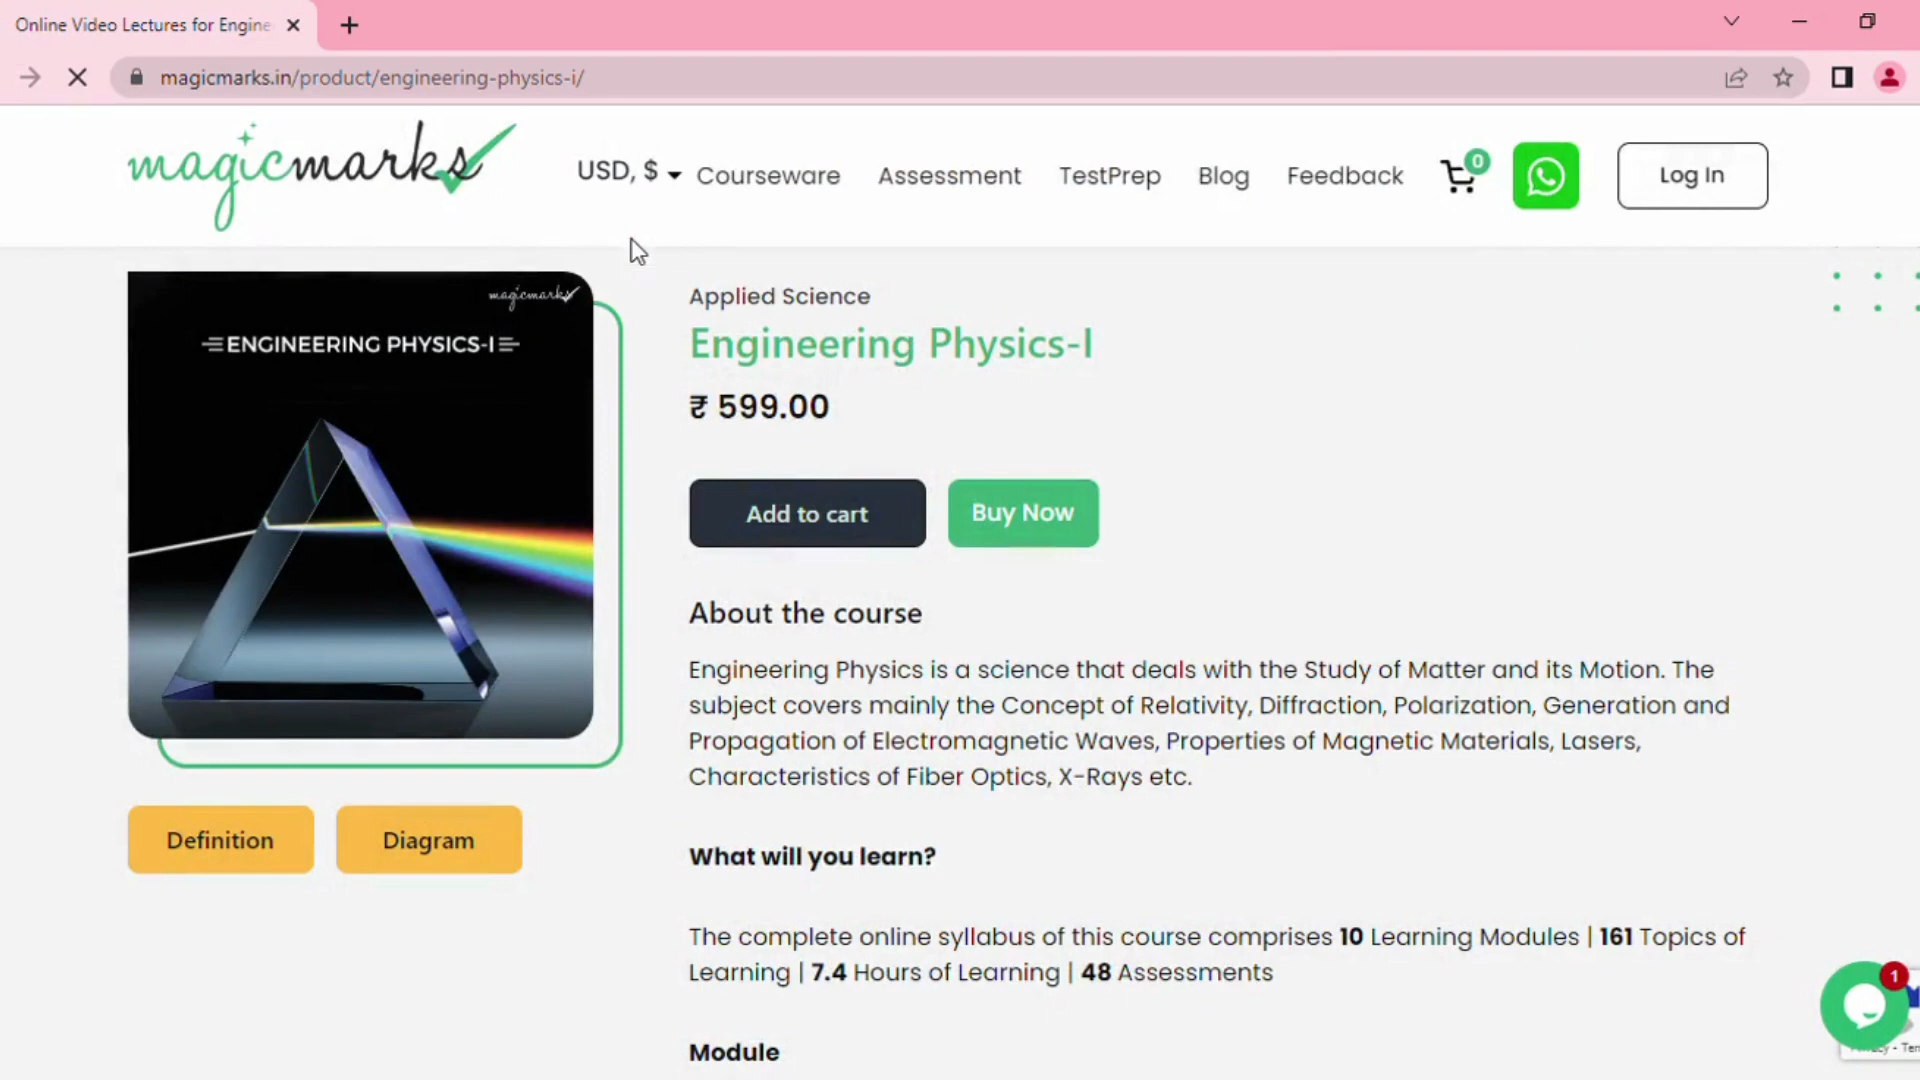 Online Video Lectures for Engine
magicmarks.in/product/engineering-physics-i/
magicmarks
USD, $
Courseware
Assessment
TestPrep
Blog
Feedback
0
Log In
magicmarks
ENGINEERING PHYSICS-I
Applied Science
Engineering Physics-I
₹ 599.00
Add to cart
Buy Now
About the course
Engineering Physics is a science that deals with the Study of Matter and its Motion. The
subject covers mainly the Concept of Relativity, Diffraction, Polarization, Generation and
Propagation of Electromagnetic Waves, Properties of Magnetic Materials, Lasers,
Characteristics of Fiber Optics, X-Rays etc.
Definition
Diagram
What will you learn?
The complete online syllabus of this course comprises 10 Learning Modules | 161 Topics of
Learning | 7.4 Hours of Learning | 48 Assessments
1
Module